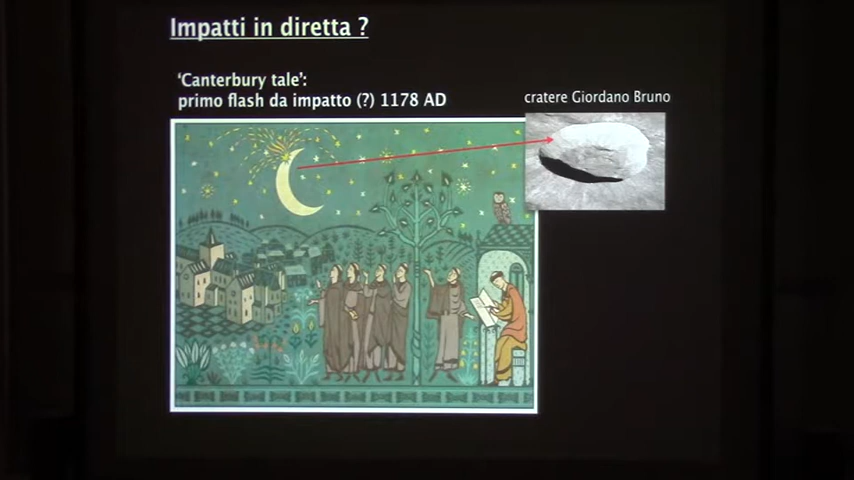 Impatti in diretta ?
‘Canterbury tale’:
primo flash da impatto (?) 1178 AD
cratere Giordano Bruno